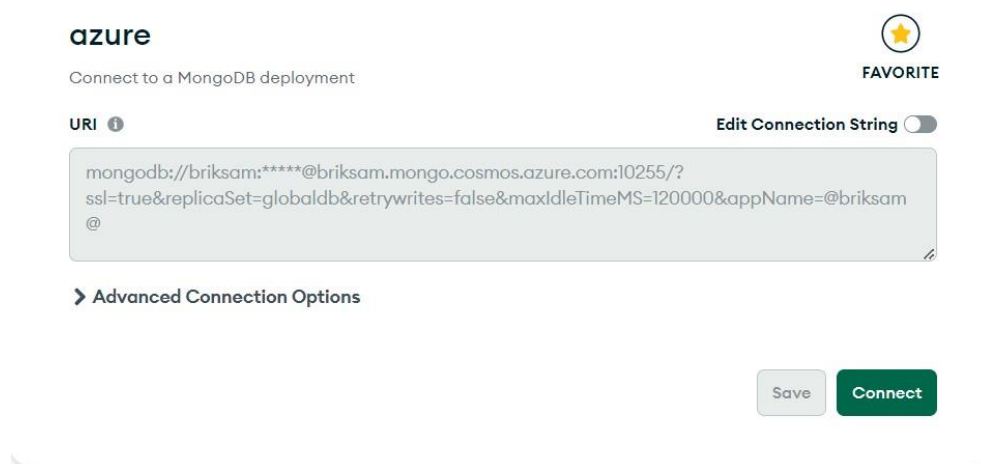 azure
FAVORITE
Connect to a MongoDB deployment
URI
Edit Connection String
mongodb://briksam:*****@briksam.mongo.cosmos.azure.com:10255/?
ssl=true&replicaSet=globaldb&retrywrites=false&maxIdleTimeMS=120000&appName=@briksam
@
Advanced Connection Options
Save
Connect